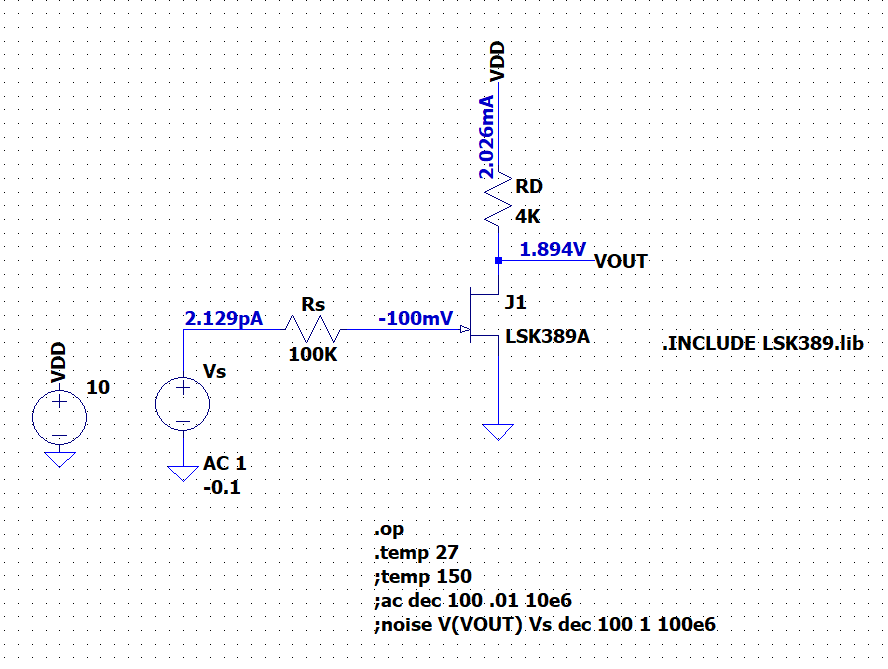 VDD
2.026mA
RD
4K
1.894V
VOUT
J1
LSK389A
.INCLUDE LSK389.lib
2.129pA
Rs
100K
-100mV
VDD
10
Vs
AC 1
-0.1
.op
.temp 27
;temp 150
;ac dec 100 .01 10e6
;noise V(VOUT) Vs dec 100 1 100e6